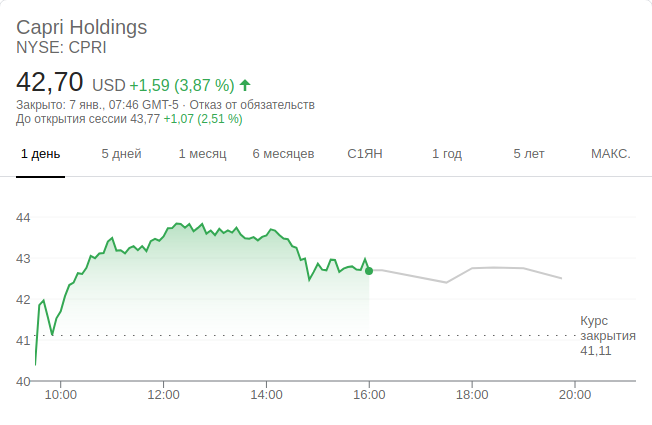 Capri Holdings
NYSE: CPRI
42,70 USD +1,59 (3,87 %)
Закрыто: 7 янв., 07:46 GMT-5 · Отказ от обязательств
До открытия сессии 43,77 +1,07 (2,51 %)
1 день 5 дней 1 месяц 6 месяцев С1ЯН 1 год 5 лет МАКС.
44
43
42
41
40
Курс
закрытия
41,11
10:00 12:00 14:00 16:00 18:00 20:00